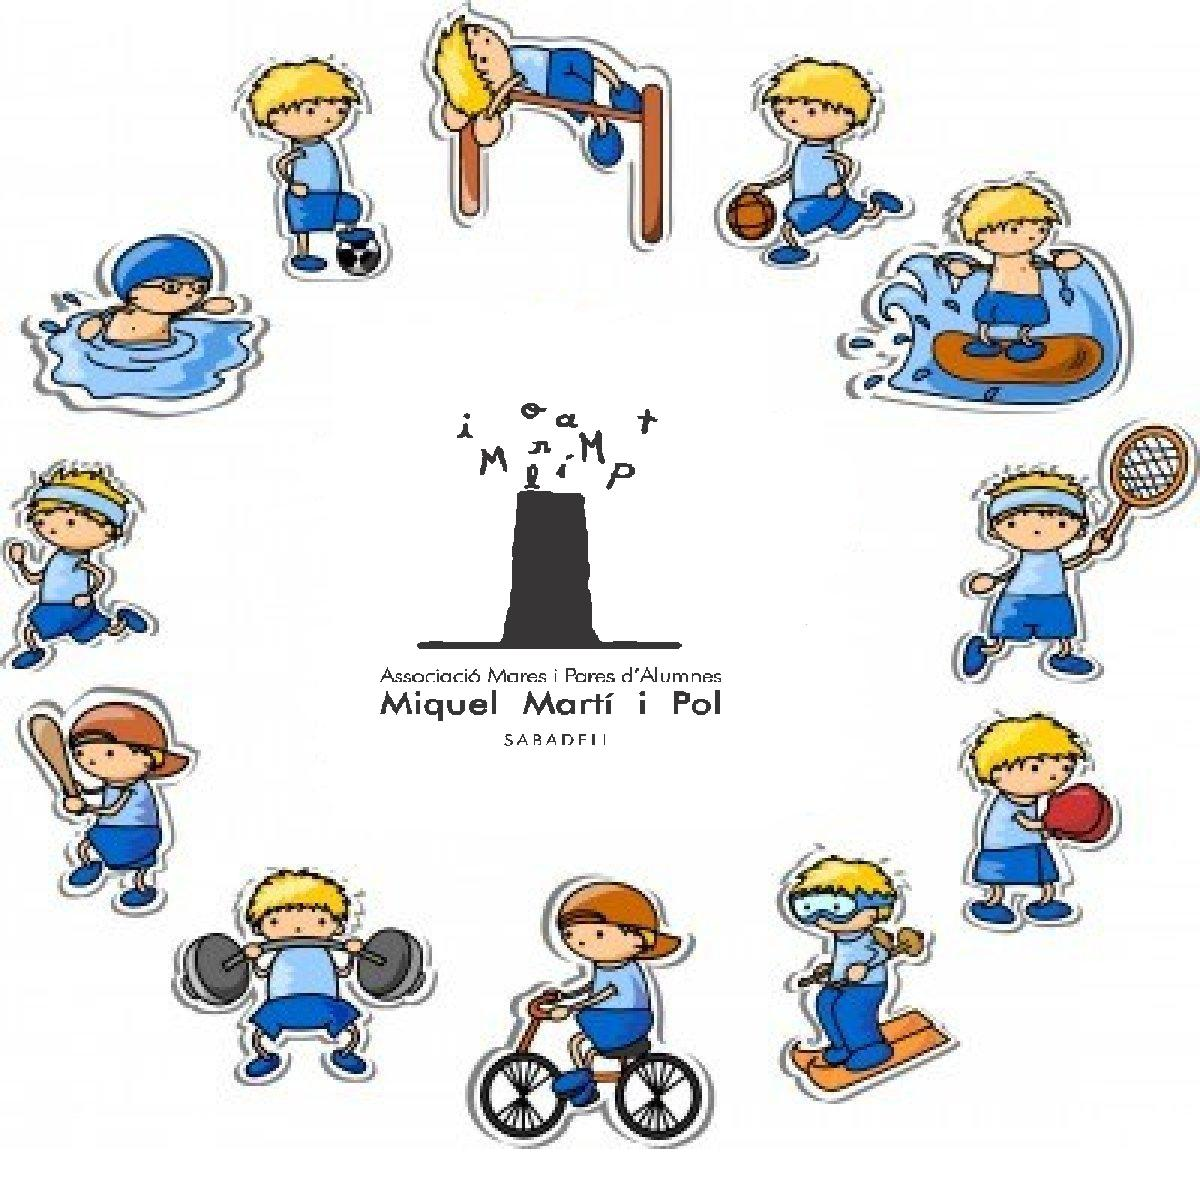 i o a t
M n M
l í P
Associació Mares i Pares d'Alumnes
Miquel Martí i Pol
SABADELL